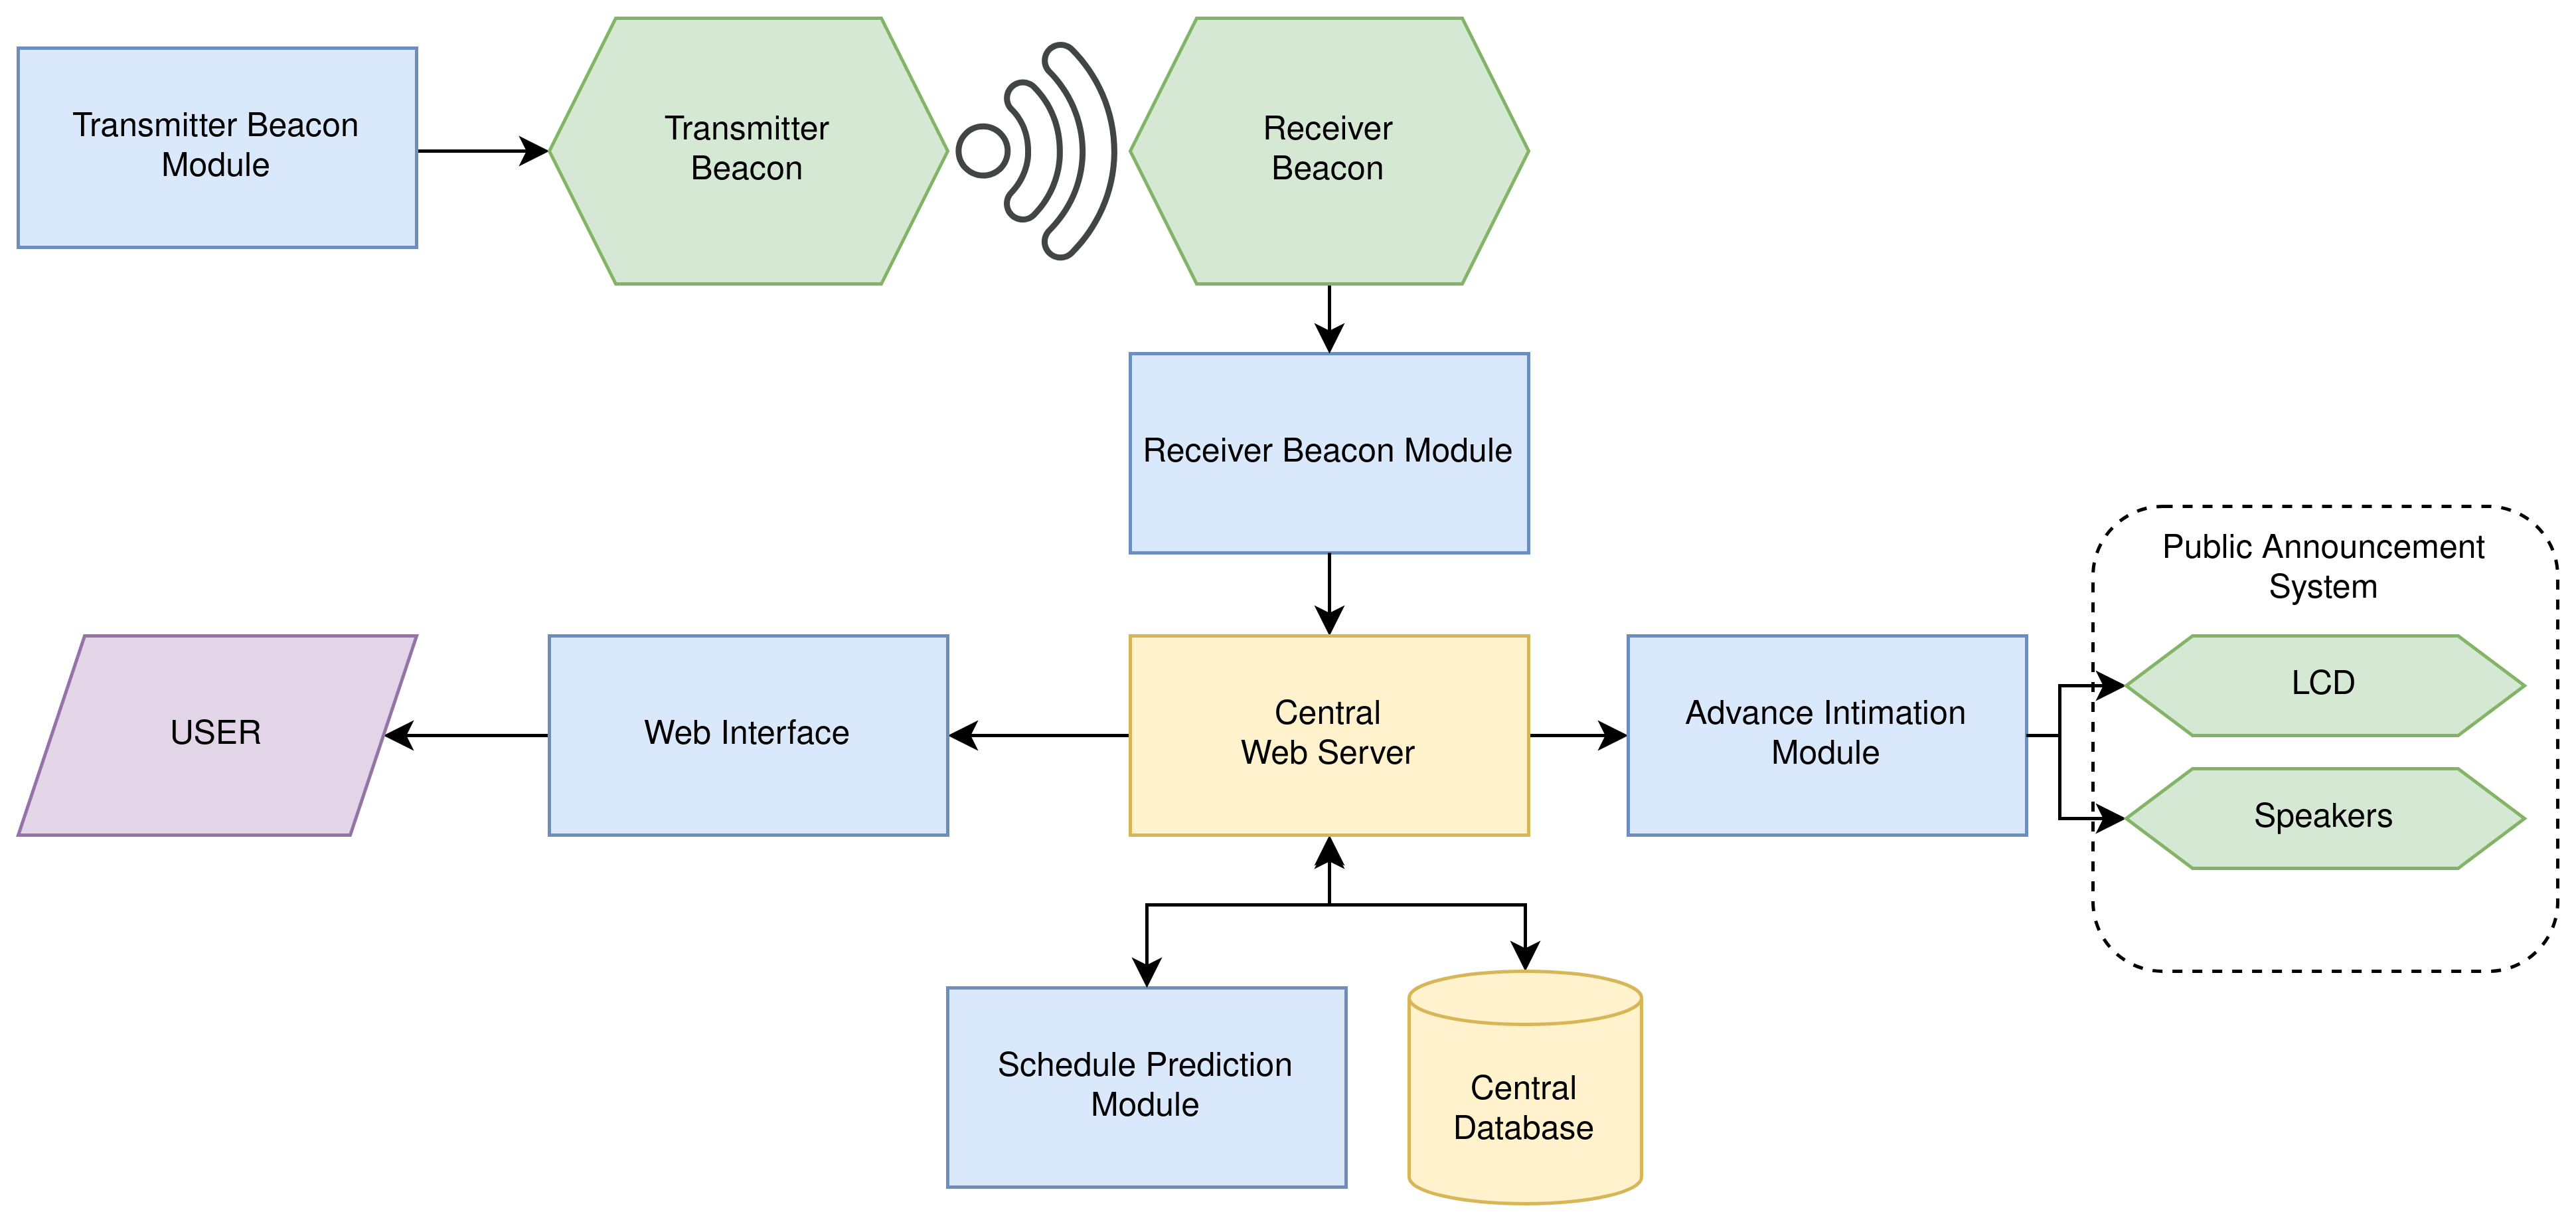 Transmitter Beacon
Module
Transmitter
Beacon
Receiver
Beacon
Receiver Beacon Module
Public Announcement
System
LCD
Speakers
USER
Web Interface
Central
Web Server
Advance Intimation
Module
Schedule Prediction
Module
Central
Database